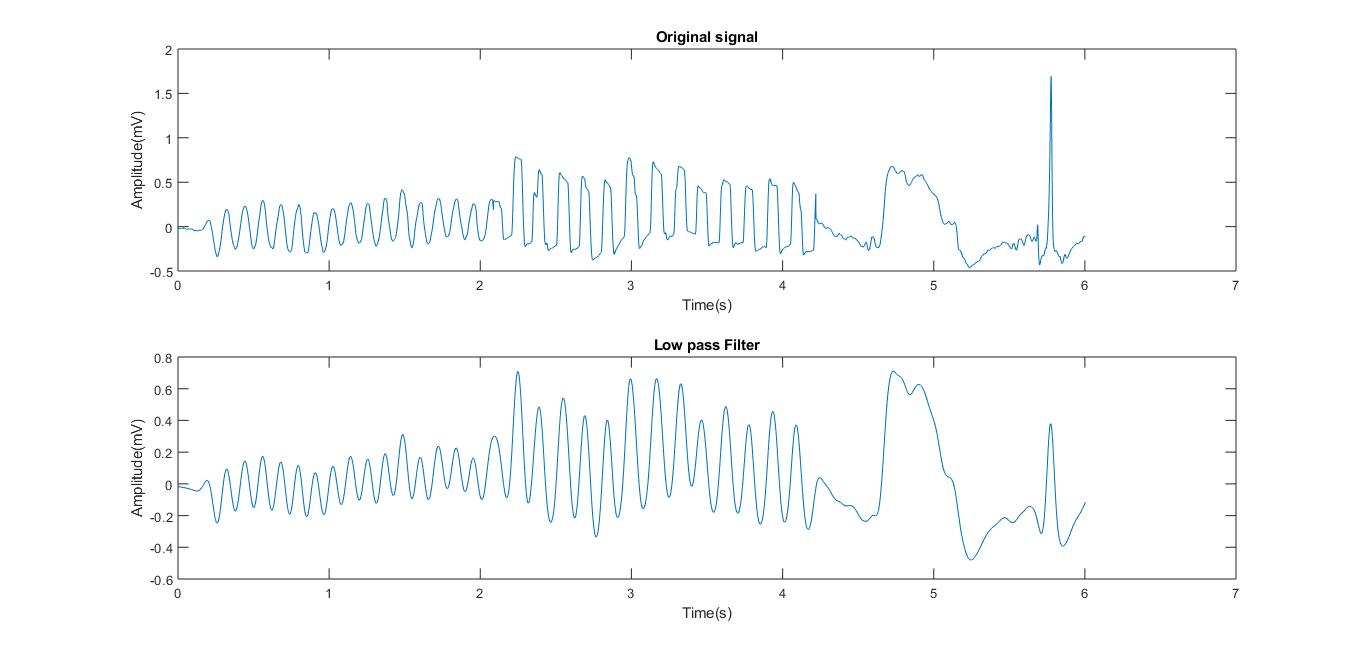 Original signal
2
1.5
1
0.5
0
-0.5
Amplitude(mV)
0 1 2 3 4 5 6 7
Time(s)
Low pass Filter
0.8
0.6
0.4
0.2
0
-0.2
-0.4
-0.6
Amplitude(mV)
0 1 2 3 4 5 6 7
Time(s)